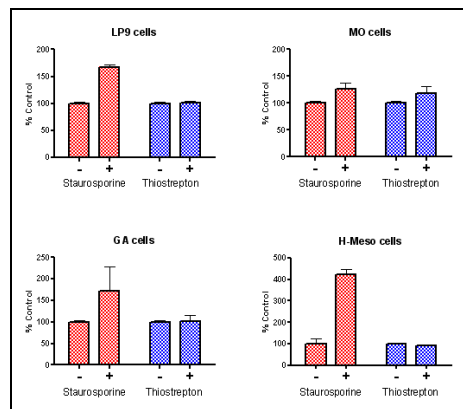 LP9 cells
% Control
200
150
100
50
0
- + - +
Staurosporine Thiostrepton
MO cells
% Control
200
150
100
50
0
- + - +
Staurosporine Thiostrepton
GA cells
% Control
250
200
150
100
50
0
- + - +
Staurosporine Thiostrepton
H-Meso cells
% Control
500
400
300
200
100
0
- + - +
Staurosporine Thiostrepton